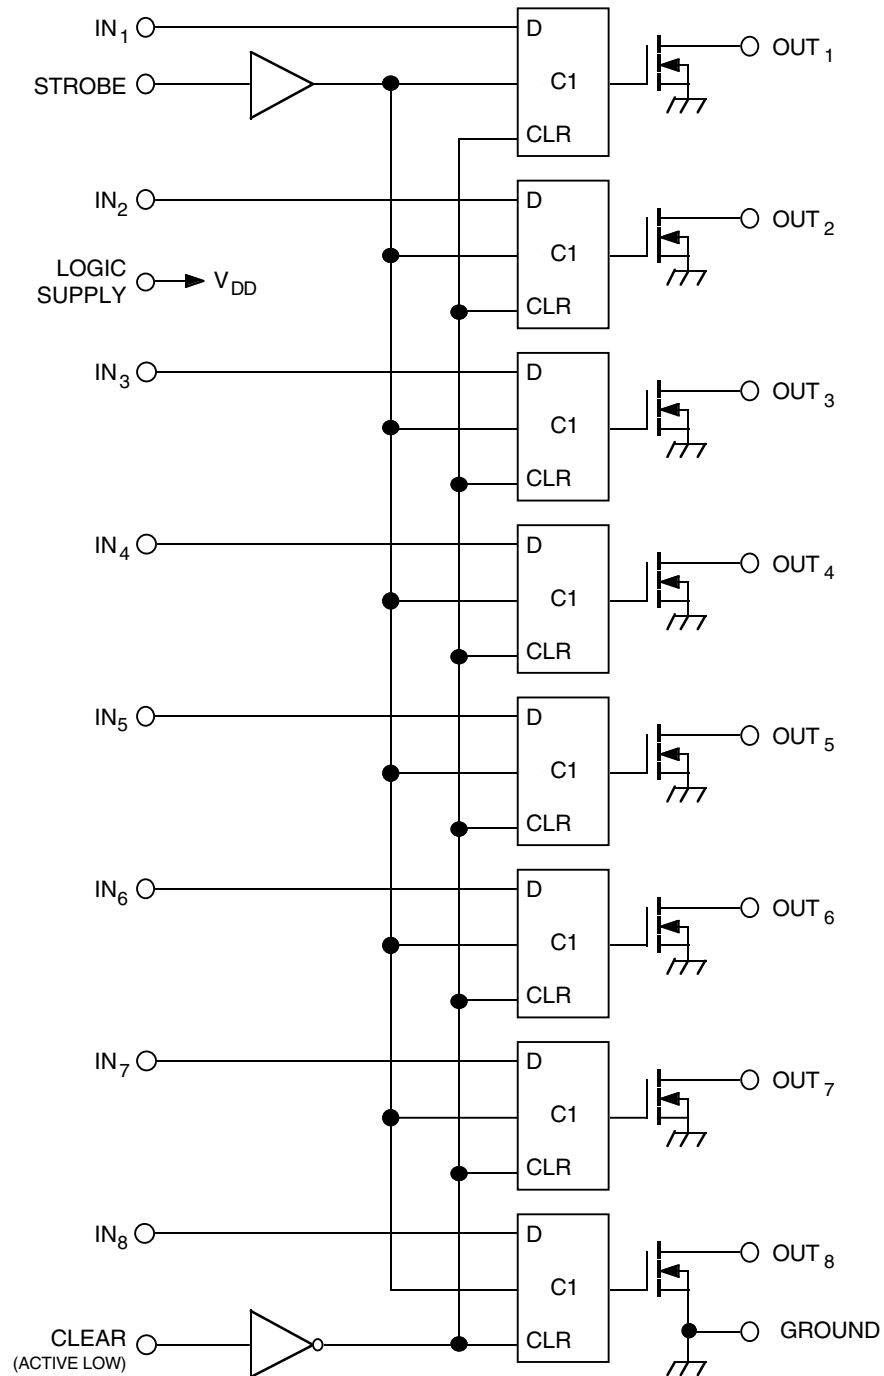 IN1
D
OUT1
STROBE
C1
CLR
IN2
D
OUT2
C1
LOGIC
SUPPLY
VDD
CLR
IN3
D
OUT3
C1
CLR
IN4
D
OUT4
C1
CLR
IN5
D
OUT5
C1
CLR
IN6
D
OUT6
C1
CLR
IN7
D
OUT7
C1
CLR
IN8
D
OUT8
C1
CLEAR
(ACTIVE LOW)
CLR
GROUND